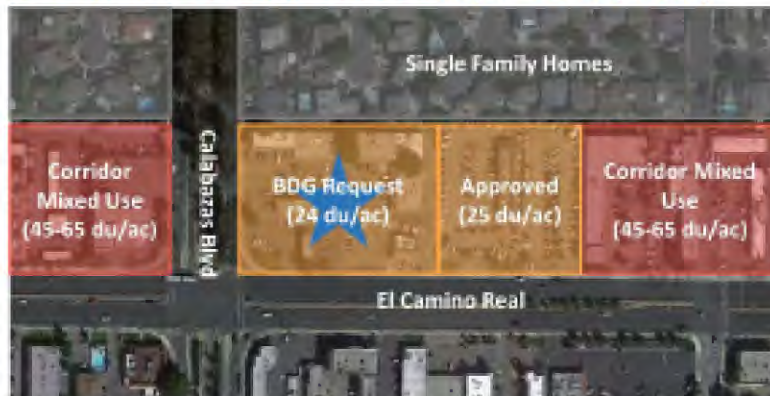 Single Family Homes
Corridor
Mixed Use
(45-65 du/ac)
Calabazas Blvd
BDG Request
(24 du/ac)
Approved
(25 du/ac)
Corridor Mixed
Use
(45-65 du/ac)
El Camino Real